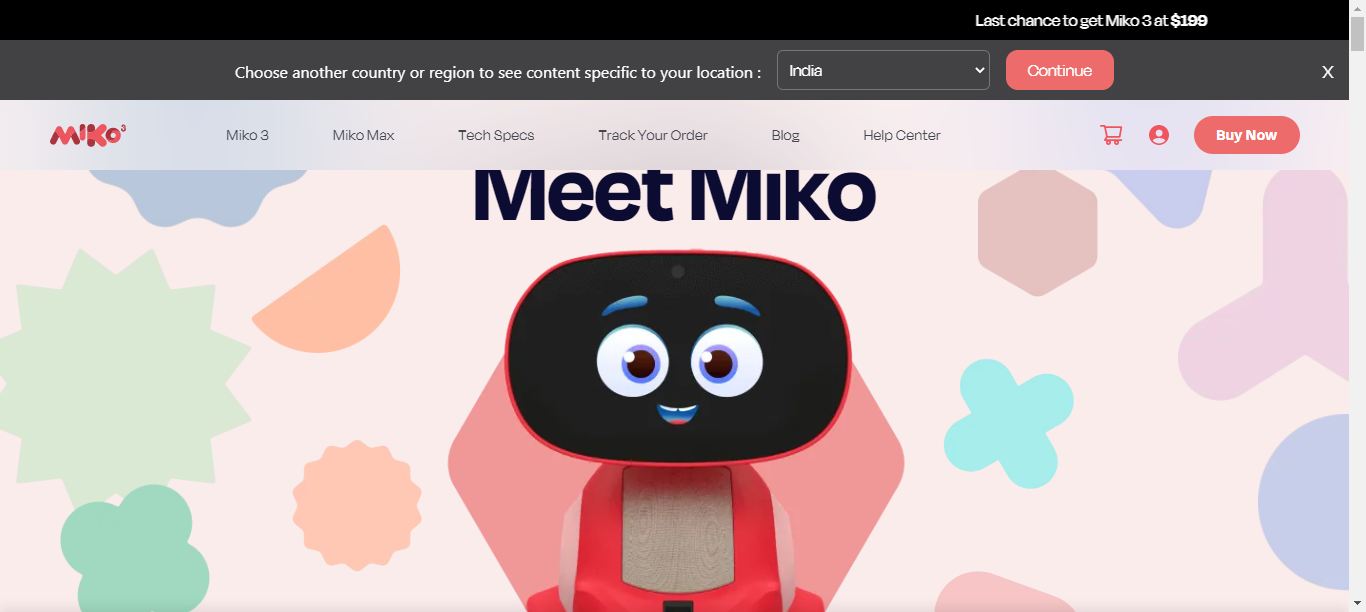 Last chance to get Miko 3 at $199
Choose another country or region to see content specific to your location :
India
Continue
X
MIKO3
Miko 3
Miko Max
Tech Specs
Track Your Order
Blog
Help Center
Buy Now
Meet Miko